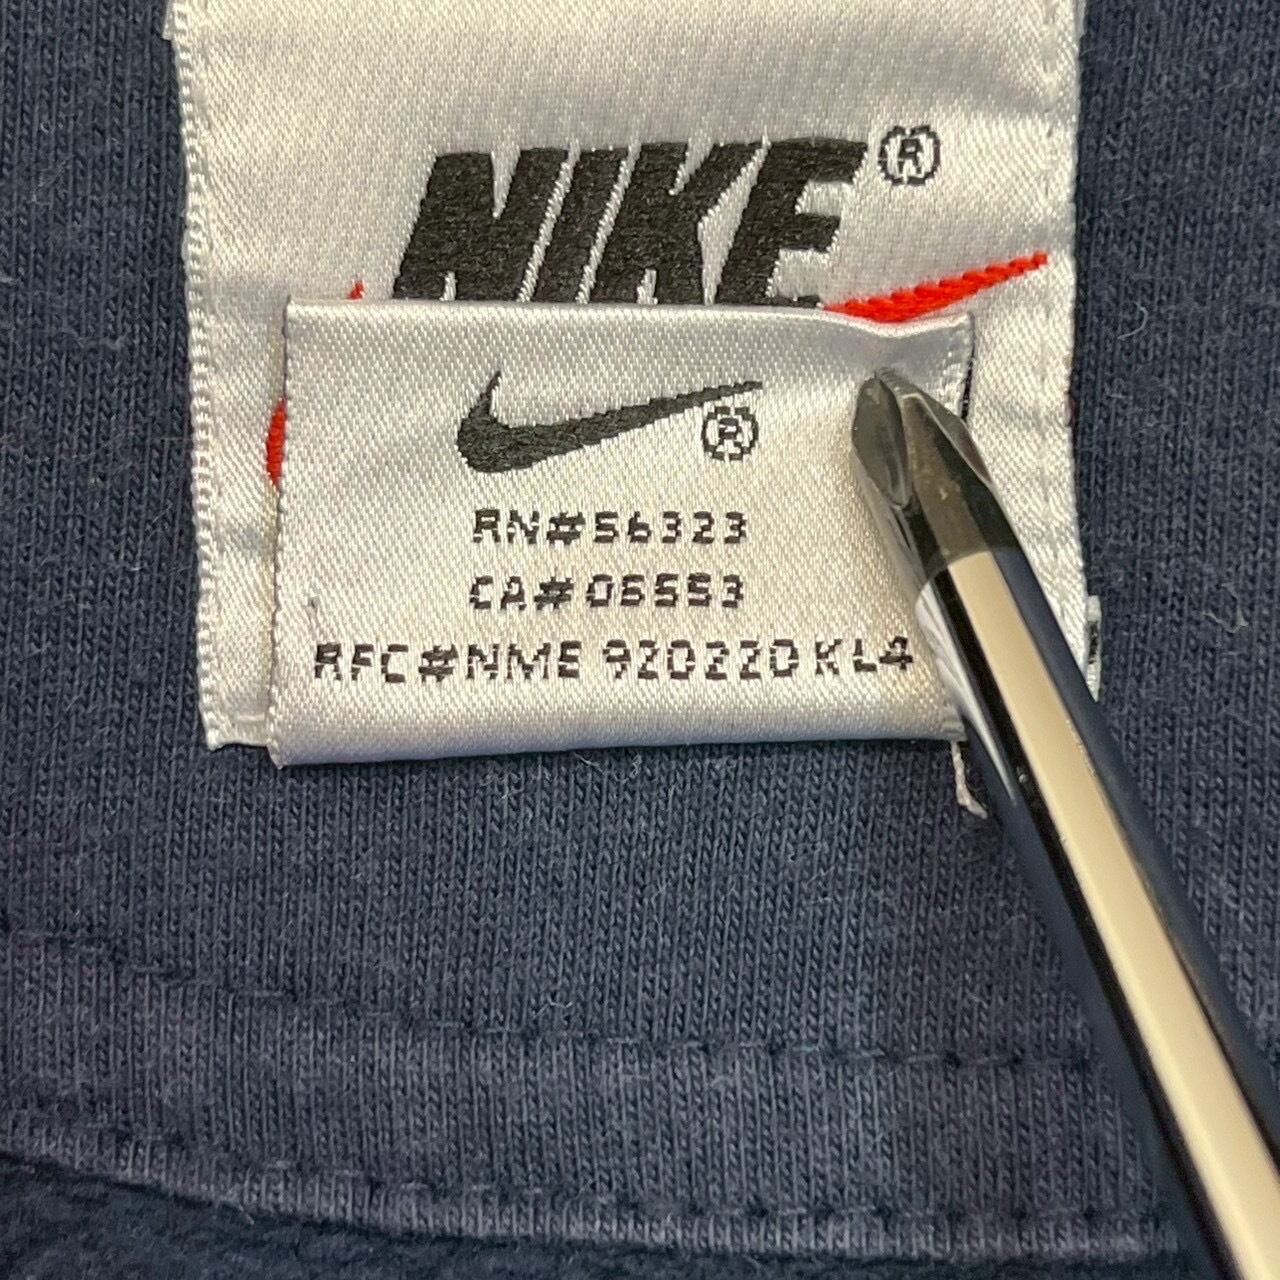 NIKE®
®
RN#56323
CA#05553
RFC#NME 920220 KL4